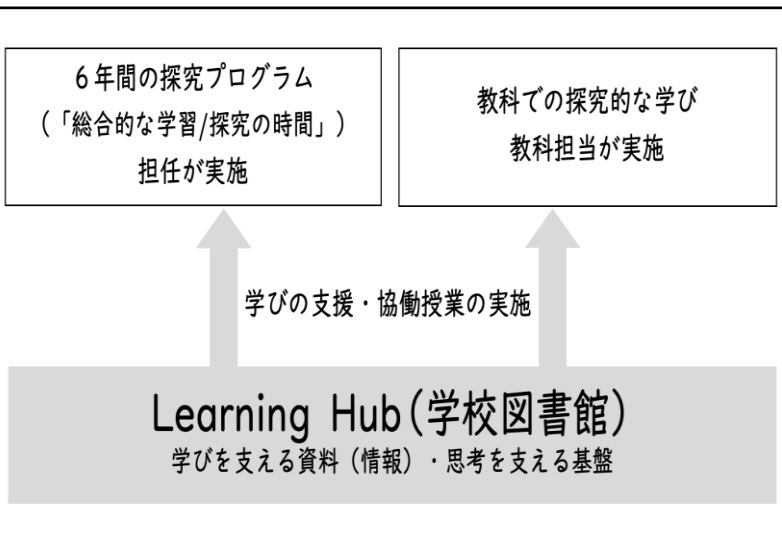 6年間の探究プログラム
(「総合的な学習/探究の時間」)
担任が実施
教科での探究的な学び
教科担当が実施
学びの支援・協働授業の実施
Learning Hub(学校図書館)
学びを支える資料(情報)・思考を支える基盤